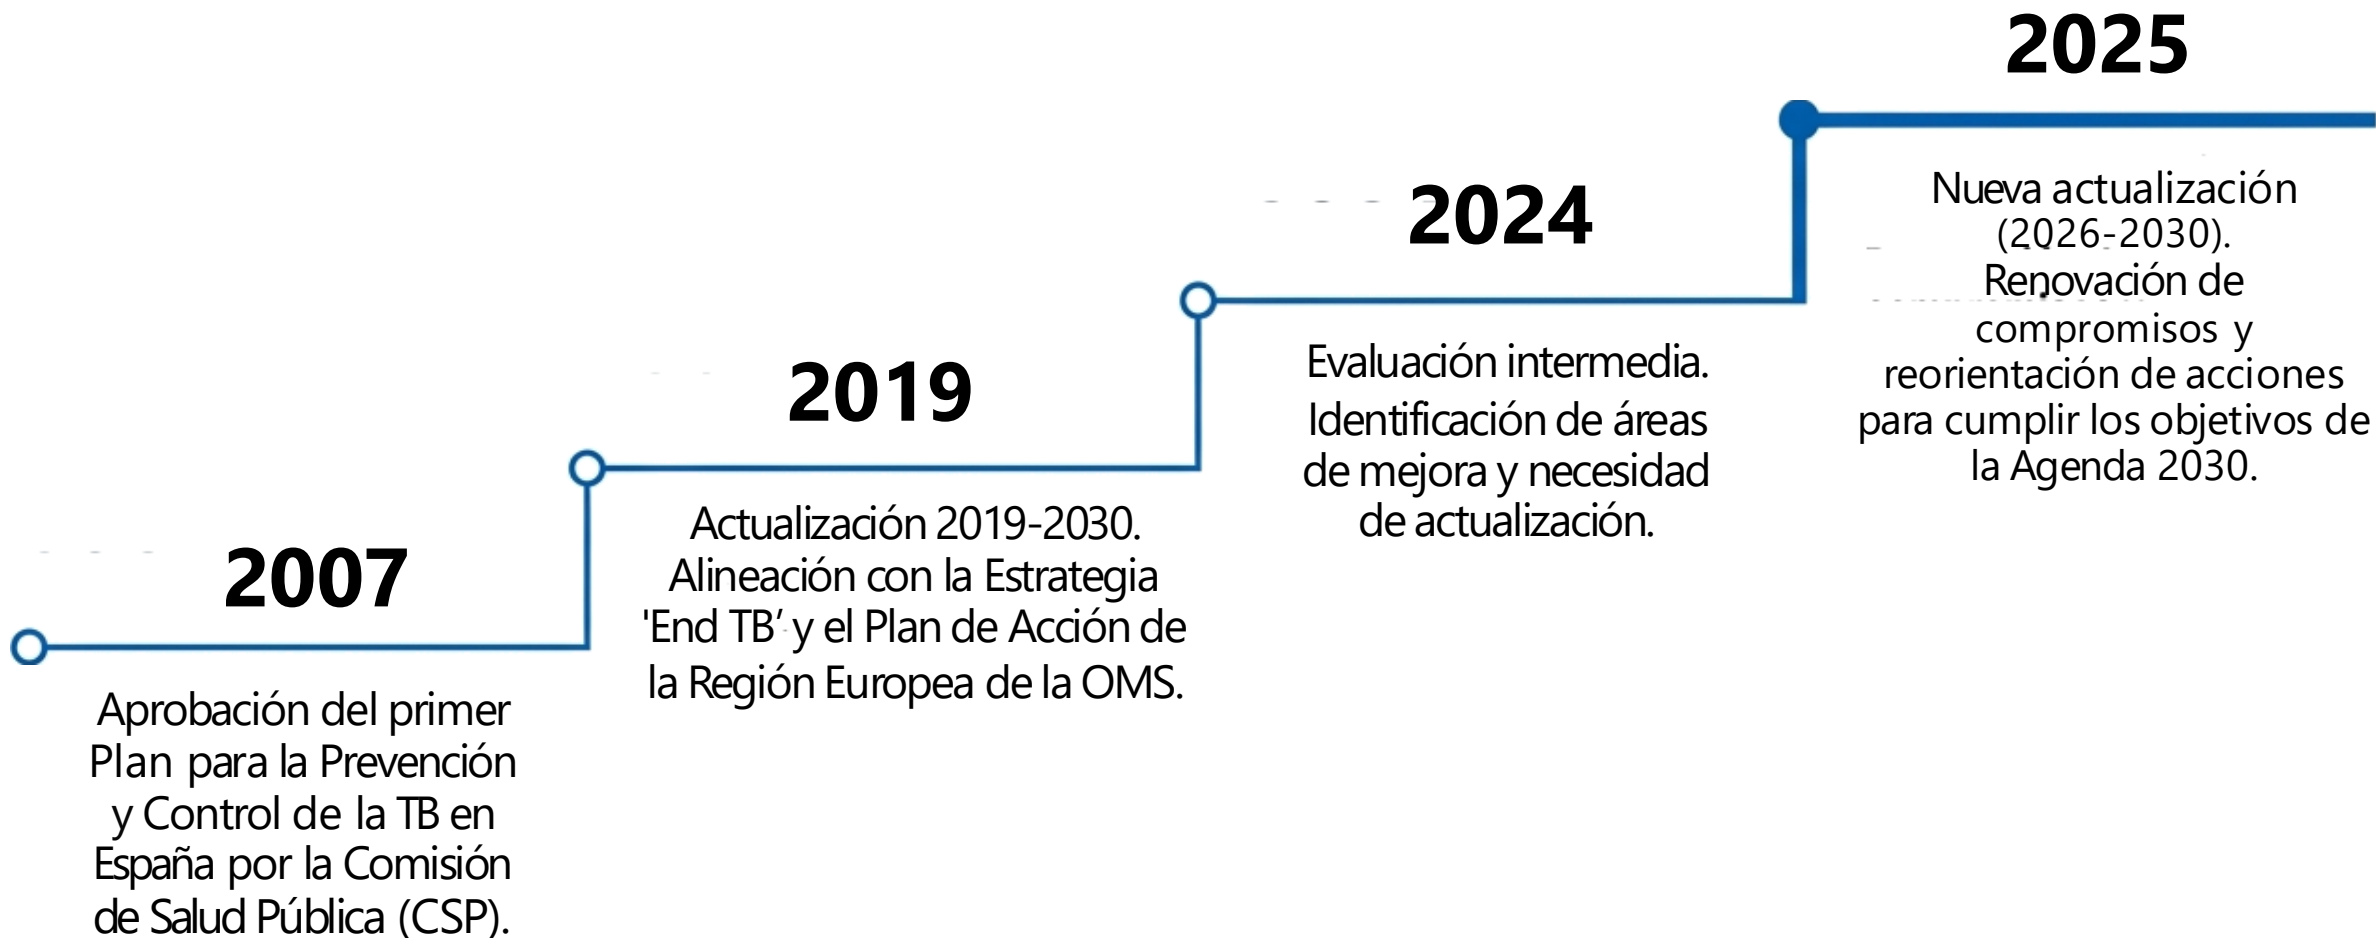 2007
Aprobación del primer
Plan para la Prevención
y Control de la TB en
España por la Comisión
de Salud Pública (CSP).
2019
Actualización 2019-2030.
Alineación con la Estrategia
'End TB’ y el Plan de Acción de
la Región Europea de la OMS.
2024
Evaluación intermedia.
Identificación de áreas
de mejora y necesidad
de actualización.
2025
Nueva actualización
(2026-2030).
Renovación de
compromisos y
reorientación de acciones
para cumplir los objetivos de
la Agenda 2030.